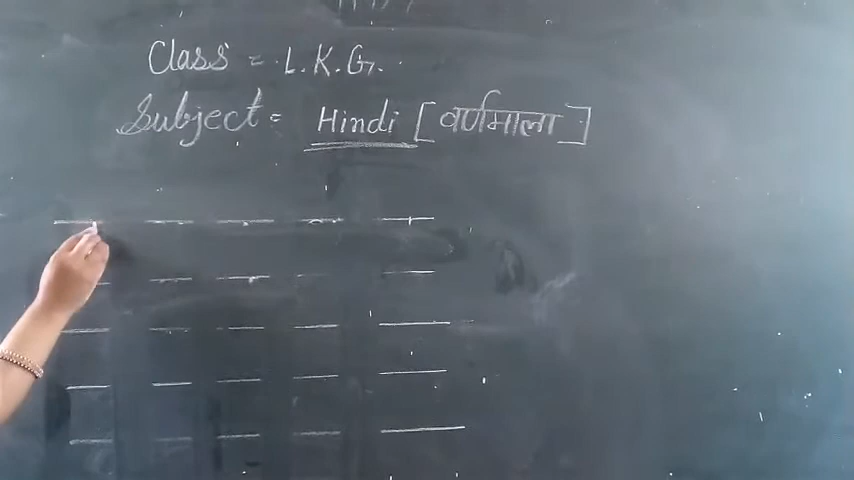 Class = L.K.G.
Subject = Hindi [वर्णमाला]